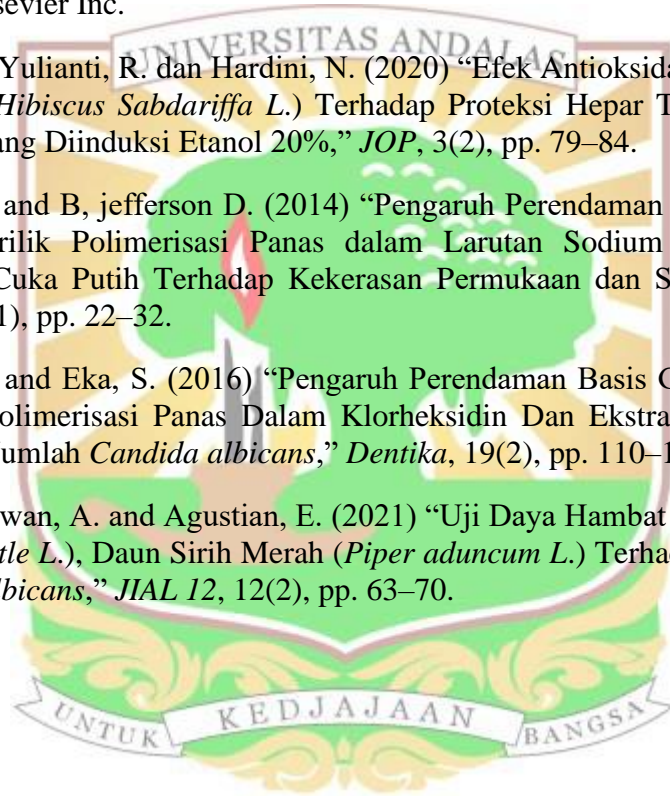 sevier Inc.
UNIVERSITAS ANDALAS
Yulianti, R. dan Hardini, N. (2020) “Efek Antioksida
Hibiscus Sabdariffa L.) Terhadap Proteksi Hepar T
ang Diinduksi Etanol 20%,” JOP, 3(2), pp. 79–84.
and B, jefferson D. (2014) “Pengaruh Perendaman
rilik Polimerisasi Panas dalam Larutan Sodium
Cuka Putih Terhadap Kekerasan Permukaan dan S
1), pp. 22–32.
and Eka, S. (2016) “Pengaruh Perendaman Basis G
olimerisasi Panas Dalam Klorheksidin Dan Ekstra
Jumlah Candida albicans,” Dentika, 19(2), pp. 110–1
wan, A. and Agustian, E. (2021) “Uji Daya Hambat
tle L.), Daun Sirih Merah (Piper aduncum L.) Terhad
lbicans,” JIAL 12, 12(2), pp. 63–70.
UNTUK KEDJAJAAN BANGSA